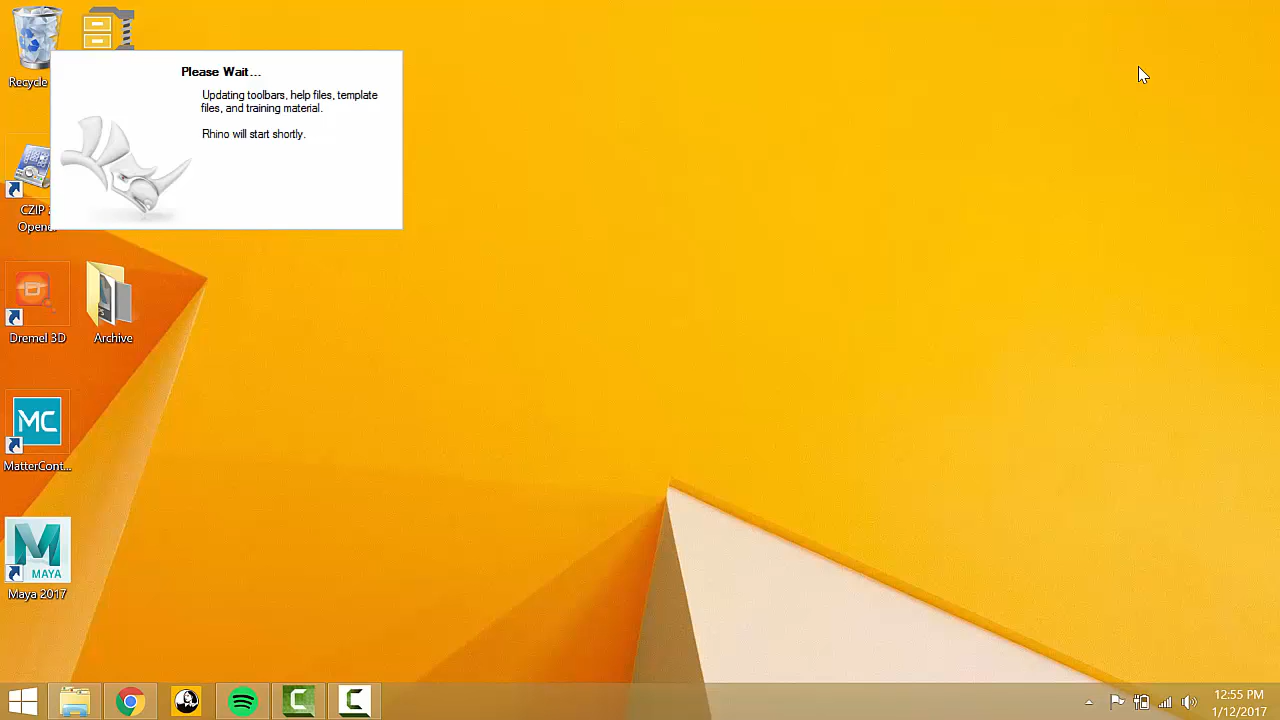 Recycle
Please Wait...
Updating toolbars, help files, template
files, and training material.
Rhino will start shortly.
CZIP
Opene
Dremel 3D
Archive
MC
MatterCont...
M
MAYA
Maya 2017
12:55 PM
1/12/2017